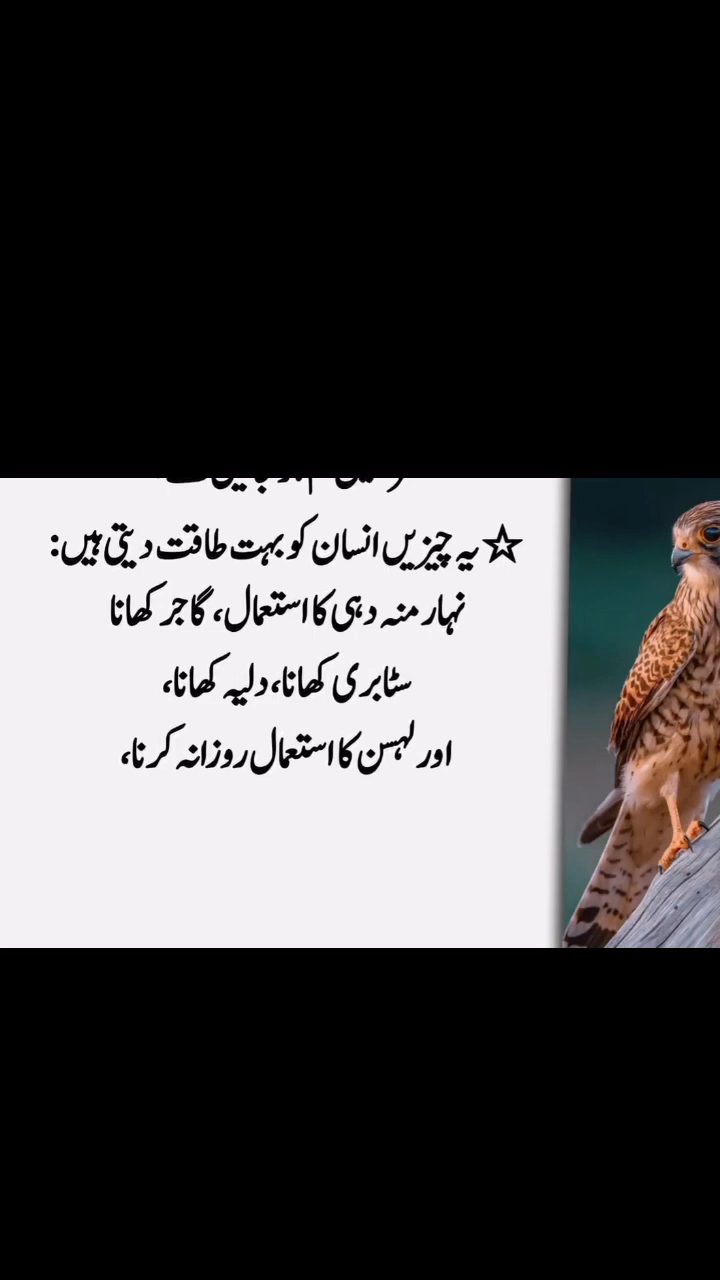 ☆ یہ چیزیں انسان کو بہت طاقت دیتی ہیں:
نہار منہ دہی کا استعمال، گاجر کھانا
سٹابری کھانا، دلیہ کھانا،
اور لہسن کا استعمال روزانہ کرنا،